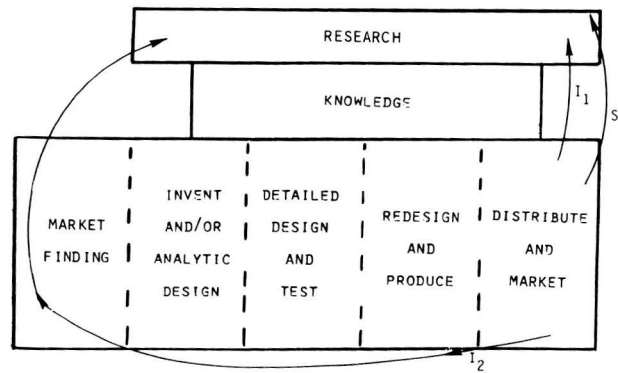 RESEARCH
KNOWLEDGE
I1
S
MARKET
FINDING
INVENT
AND/OR
ANALYTIC
DESIGN
DETAILED
DESIGN
AND
TEST
REDESIGN
AND
PRODUCE
DISTRIBUTE
AND
MARKET
I2